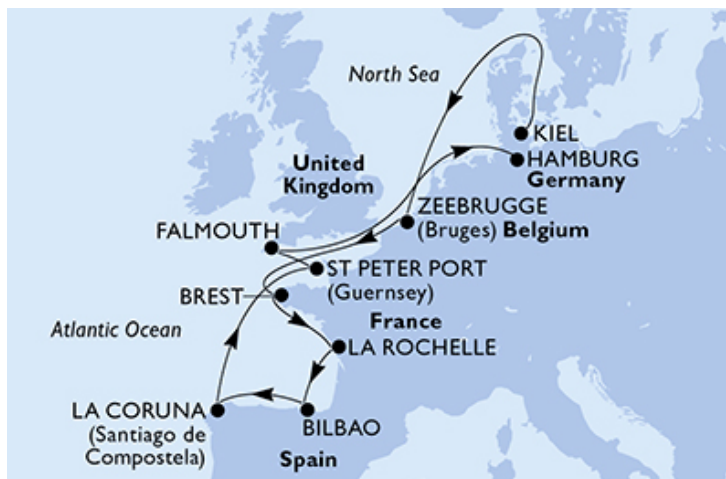 North Sea
KIEL
HAMBURG
Germany
United
Kingdom
ZEEBRUGGE
(Bruges) Belgium
FALMOUTH
ST PETER PORT
(Guernsey)
BREST
France
Atlantic Ocean
LA ROCHELLE
LA CORUNA
(Santiago de
Compostela)
BILBAO
Spain